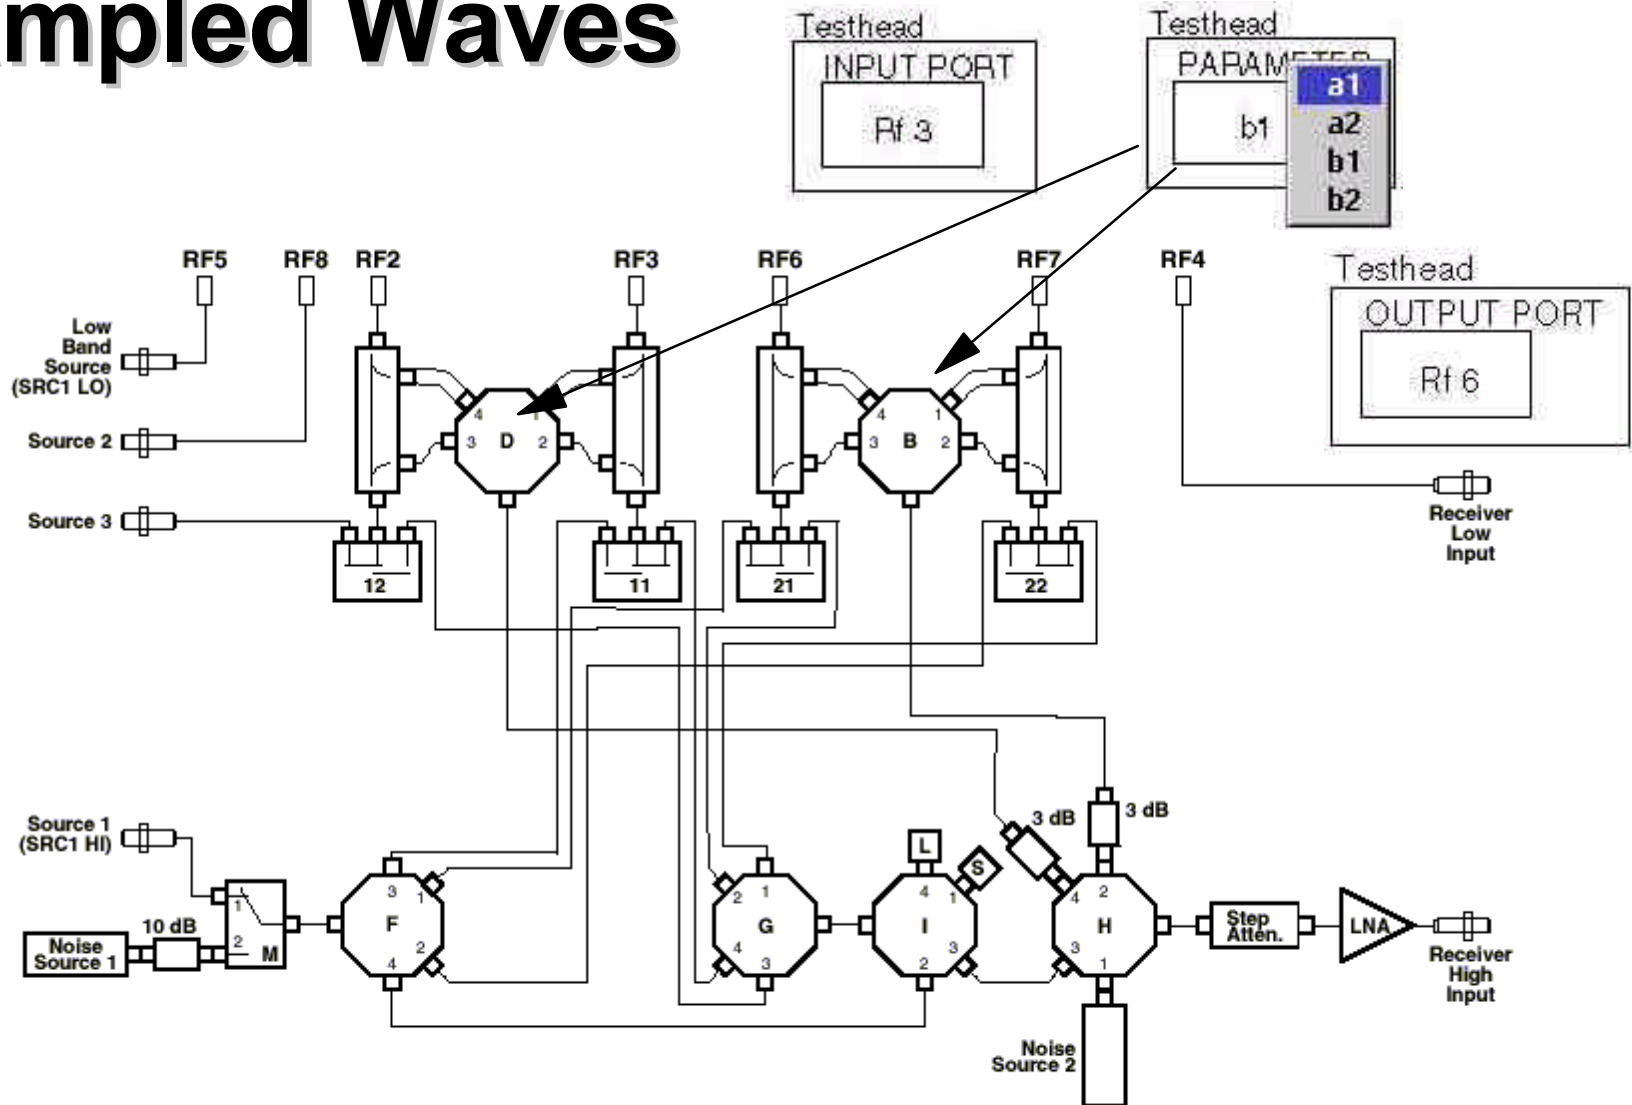 mpled Waves
Testhead
INPUT PORT
Rf 3
Testhead
PARAMETER
b1
a1
a2
b1
b2
RF5
RF8
RF2
RF3
RF6
RF7
RF4
Testhead
OUTPUT PORT
Rf 6
Low
Band
Source
(SRC1 LO)
Source 2
Source 3
4
1
3
D
2
4
1
3
B
2
Receiver
Low
Input
12
11
21
22
Source 1
(SRC1 HI)
10 dB
Noise
Source 1
1
2
M
3
1
F
2
4
2
1
G
4
3
L
S
4
1
I
3
2
3 dB
3 dB
4
2
H
3
1
Step
Atten.
LNA
Receiver
High
Input
Noise
Source 2